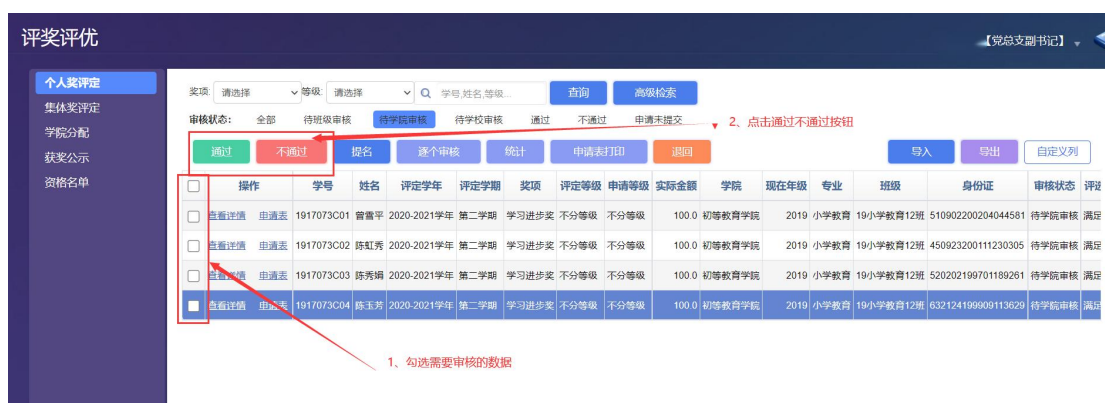 评奖评优
【党总支副书记】
个人奖评定
集体奖评定
学院分配
获奖公示
资格名单
奖项: 请选择 等级: 请选择 学号,姓名,等级... 查询 高级检索
审核状态: 全部 待班级审核 待学院审核 待学校审核 通过 不通过 申请未提交
2、点击通过不通过按钮
通过 不通过 提名 逐个审核 统计 申请表打印 退回 导入 导出 自定义列
操作 学号 姓名 评定学年 评定学期 奖项 评定等级 申请等级 实际金额 学院 现在年级 专业 班级 身份证 审核状态
查看详情 申请表 1917073C01 曾雪平 2020-2021学年 第二学期 学习进步奖 不分等级 不分等级 100.0 初等教育学院 2019 小学教育 19小学教育12班 510902200204044581 待学院审核 满足
查看详情 申请表 1917073C02 陈虹秀 2020-2021学年 第二学期 学习进步奖 不分等级 不分等级 100.0 初等教育学院 2019 小学教育 19小学教育12班 450923200111230305 待学院审核 满足
查看详情 申请表 1917073C03 陈秀娟 2020-2021学年 第二学期 学习进步奖 不分等级 不分等级 100.0 初等教育学院 2019 小学教育 19小学教育12班 520202199701189261 待学院审核 满足
查看详情 申请表 1917073C04 陈玉芳 2020-2021学年 第二学期 学习进步奖 不分等级 不分等级 100.0 初等教育学院 2019 小学教育 19小学教育12班 632124199909113629 待学院审核 满足
1、勾选需要审核的数据